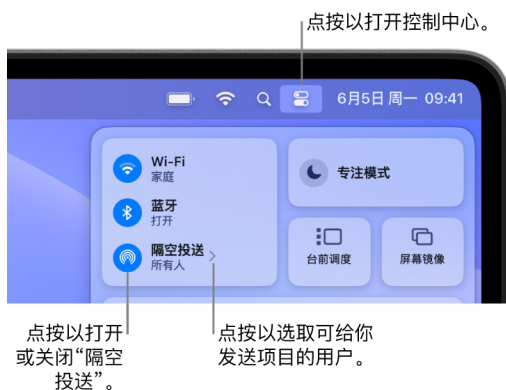 点按以打开控制中心。
6月5日 周一 09:41
Wi-Fi
家庭
专注模式
蓝牙
打开
隔空投送
所有人
台前调度
屏幕镜像
点按以打开
或关闭“隔空
投送”。
点按以选取可给你
发送项目的用户。